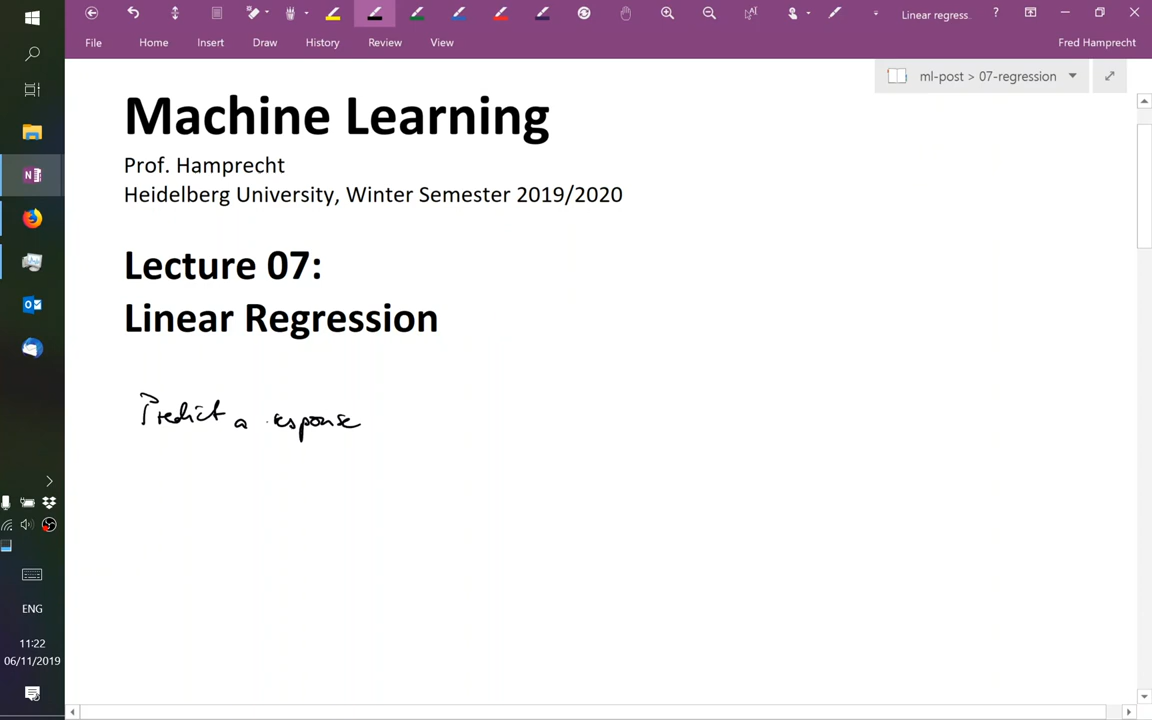 Linear regress.
File Home Insert Draw History Review View Fred Hamprecht
ml-post > 07-regression
Machine Learning
Prof. Hamprecht
Heidelberg University, Winter Semester 2019/2020
Lecture 07:
Linear Regression
Predict a response
ENG
11:22
06/11/2019